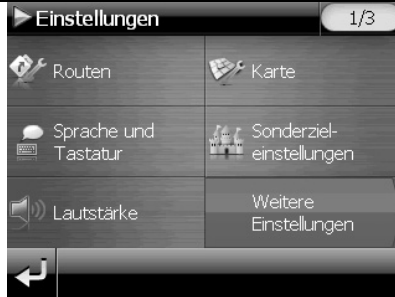 Einstellungen
1/3
Routen
Karte
Sprache und
Tastatur
Sonderziel-
einstellungen
Lautstärke
Weitere
Einstellungen